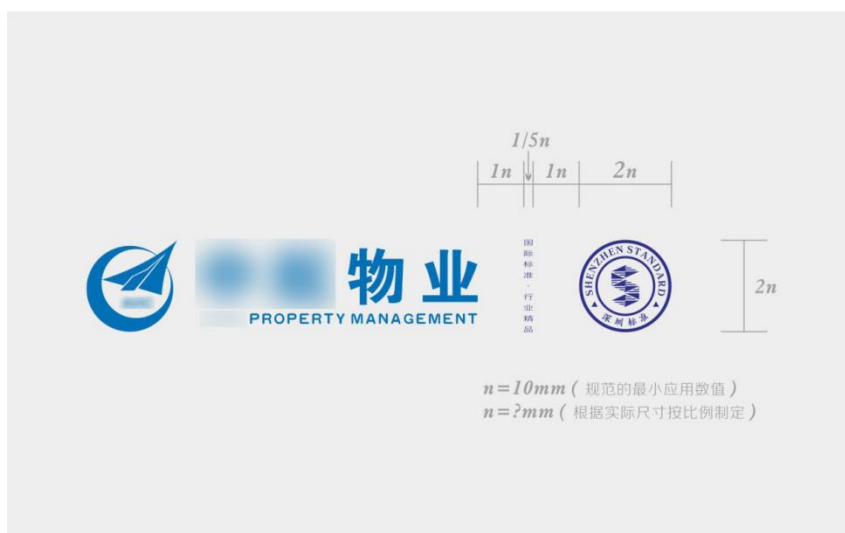 1/5n
1n 1n 2n
物业
PROPERTY MANAGEMENT
国际标准·行业精品
SHENZHEN STANDARD
深圳标准
2n
n=10mm ( 规范的最小应用数值 )
n=?mm ( 根据实际尺寸按比例制定 )